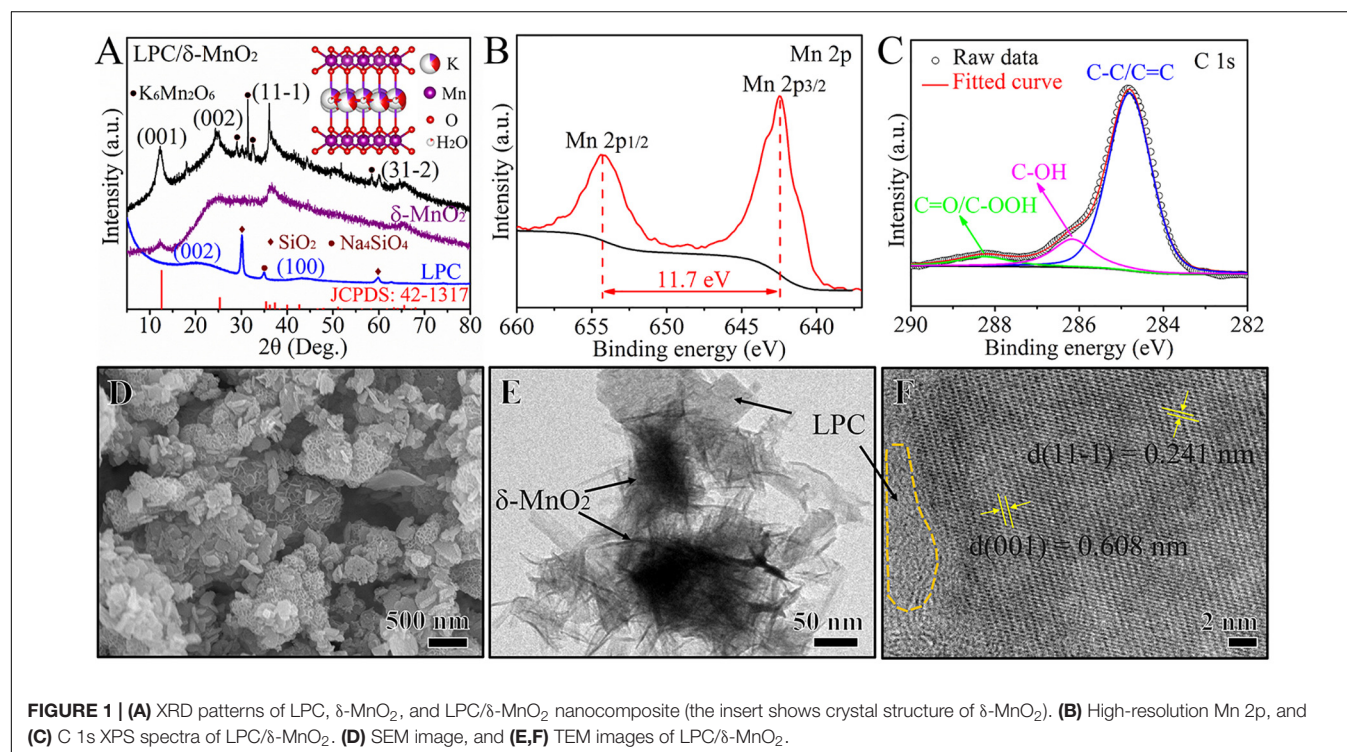 A
LPC/δ-MnO₂
K₆Mn₂O₆
(001)
(002)
(11-1)
(31-2)
K
Mn
O
H₂O
δ-MnO₂
SiO₂
Na₄SiO₄
(002)
(100)
LPC
JCPDS: 42-1317
Intensity (a.u.)
10 20 30 40 50 60 70 80
2θ (Deg.)
B
Mn 2p
Mn 2p3/2
Mn 2p1/2
11.7 eV
Intensity (a.u.)
660 655 650 645 640
Binding energy (eV)
C
Raw data
Fitted curve
C 1s
C-C/C=C
C-OH
C=O/C-OOH
Intensity (a.u.)
290 288 286 284 282
Binding energy (eV)
D
500 nm
E
LPC
δ-MnO₂
50 nm
F
d(11-1) = 0.241 nm
d(001) = 0.608 nm
2 nm
FIGURE 1 | (A) XRD patterns of LPC, δ-MnO₂, and LPC/δ-MnO₂ nanocomposite (the insert shows crystal structure of δ-MnO₂). (B) High-resolution Mn 2p, and
(C) C 1s XPS spectra of LPC/δ-MnO₂. (D) SEM image, and (E,F) TEM images of LPC/δ-MnO₂.